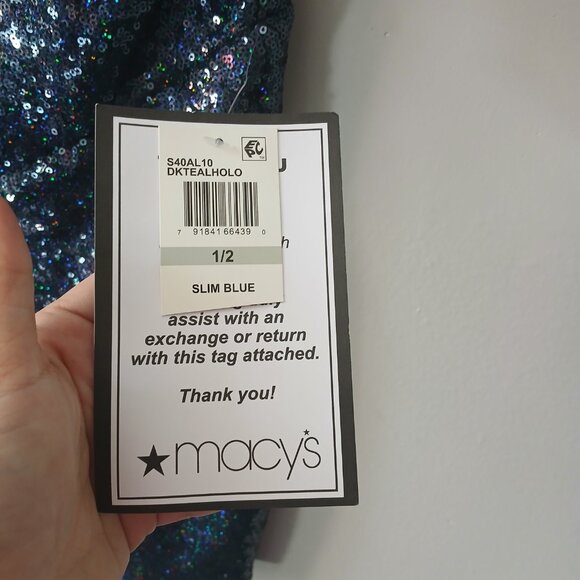 S40AL10
DKTEALHOLO
7 91841 66439 0
1/2
SLIM BLUE
assist with an
exchange or return
with this tag attached.
Thank you!
macy's